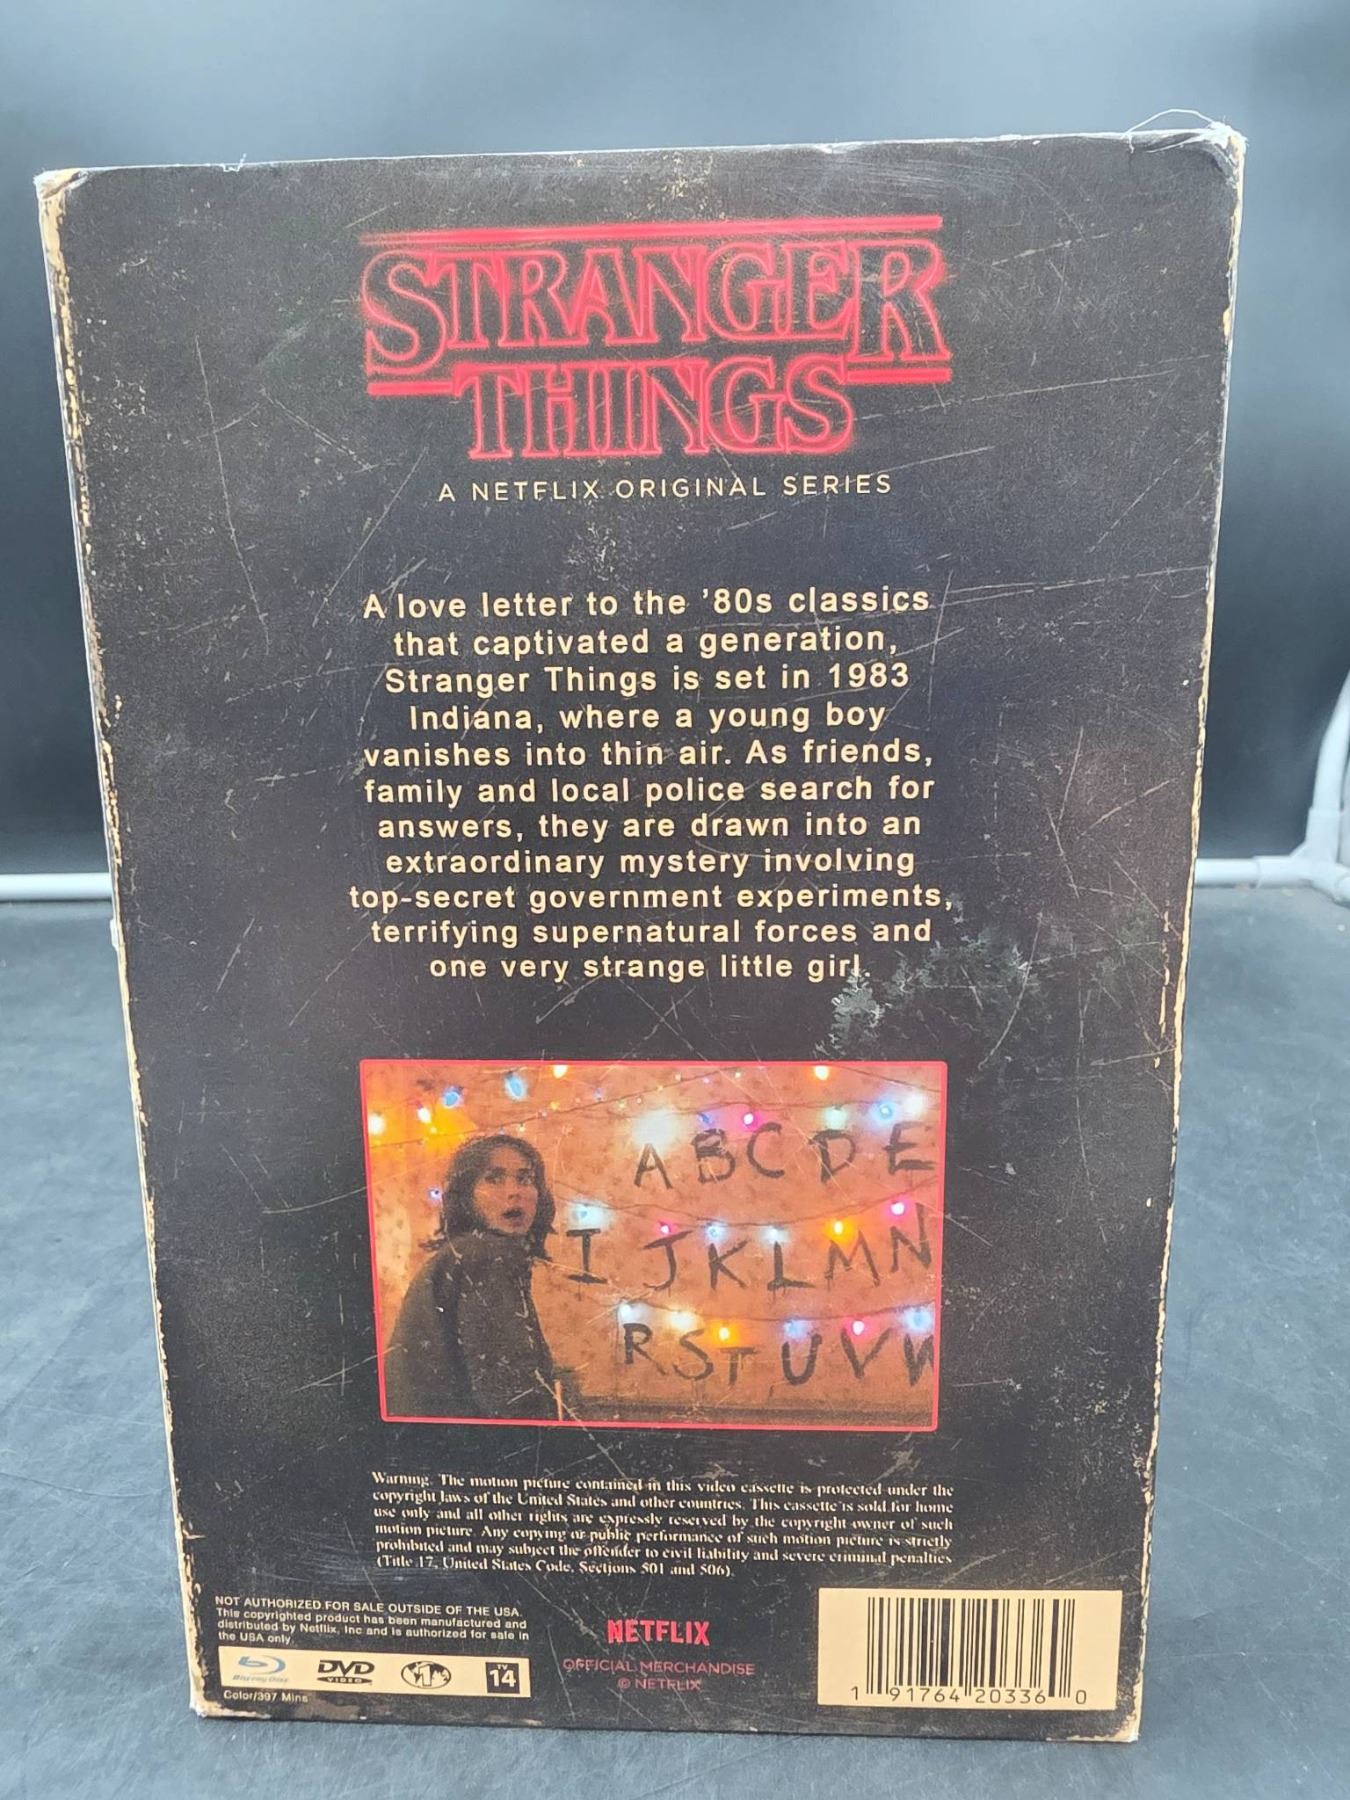 STRANGER
THINGS
A NETFLIX ORIGINAL SERIES
A love letter to the '80s classics
that captivated a generation,
Stranger Things is set in 1983
Indiana, where a young boy
vanishes into thin air. As friends,
family and local police search for
answers, they are drawn into an
extraordinary mystery involving
top-secret government experiments,
terrifying supernatural forces and
one very strange little girl.
A B C D E
I J K L M N
R S T U V W
Warning. The motion picture contained in this video cassette is protected under the
copyright laws of the United States and other countries. This cassette is sold for home
use only and all other rights are expressly reserved by the copyright owner of such
motion picture. Any copying or public performance of such motion picture is strictly
prohibited and may subject the offender to civil liability and severe criminal penalties
(Title 17, United States Code, Sections 501 and 506).
NOT AUTHORIZED FOR SALE OUTSIDE OF THE USA.
This copyrighted product has been manufactured and
distributed by Netflix, Inc and is authorized for sale in
the USA only.
Blu-ray Disc
DVD
VIDEO
1
TV
14
Color/397 Mins
NETFLIX
OFFICIAL MERCHANDISE
© NETFLIX
1 91764 20336 0